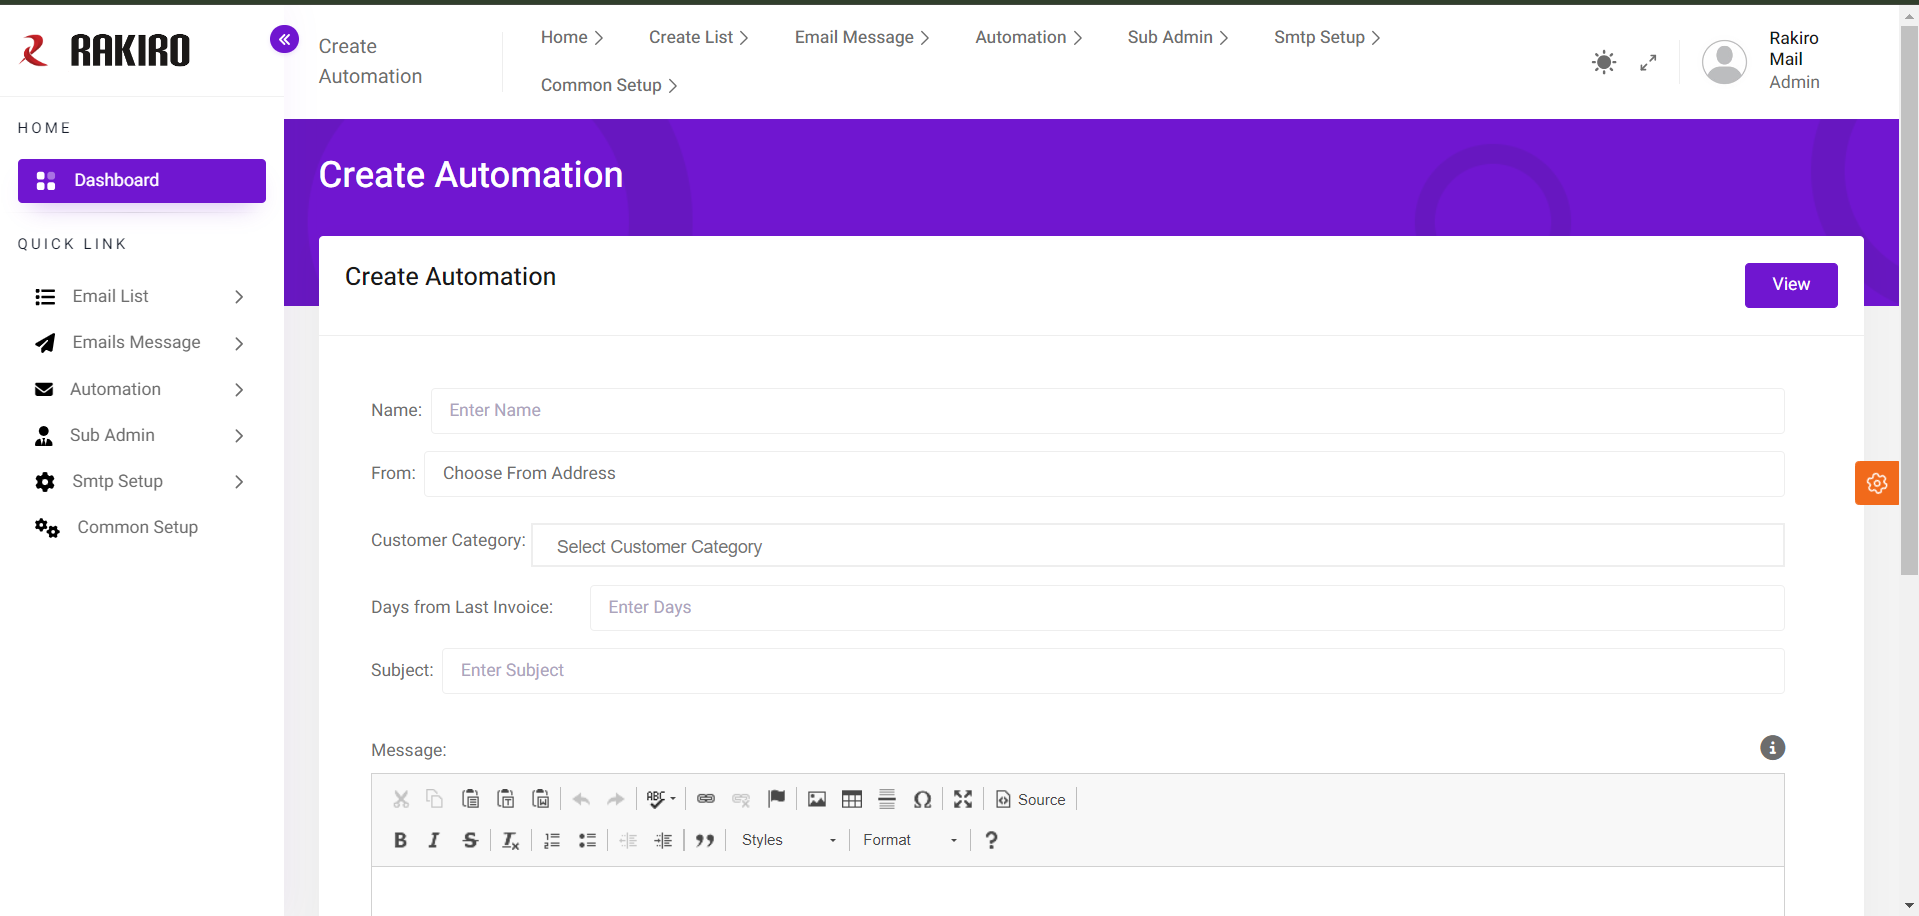 RAKIRO
Create
Automation
Home
Create List
Email Message
Automation
Sub Admin
Smtp Setup
Common Setup
Rakiro
Mail
Admin
HOME
Dashboard
QUICK LINK
Email List
Emails Message
Automation
Sub Admin
Smtp Setup
Common Setup
Create Automation
Create Automation
View
Name: Enter Name
From: Choose From Address
Customer Category: Select Customer Category
Days from Last Invoice: Enter Days
Subject: Enter Subject
Message:
Source
Styles
Format